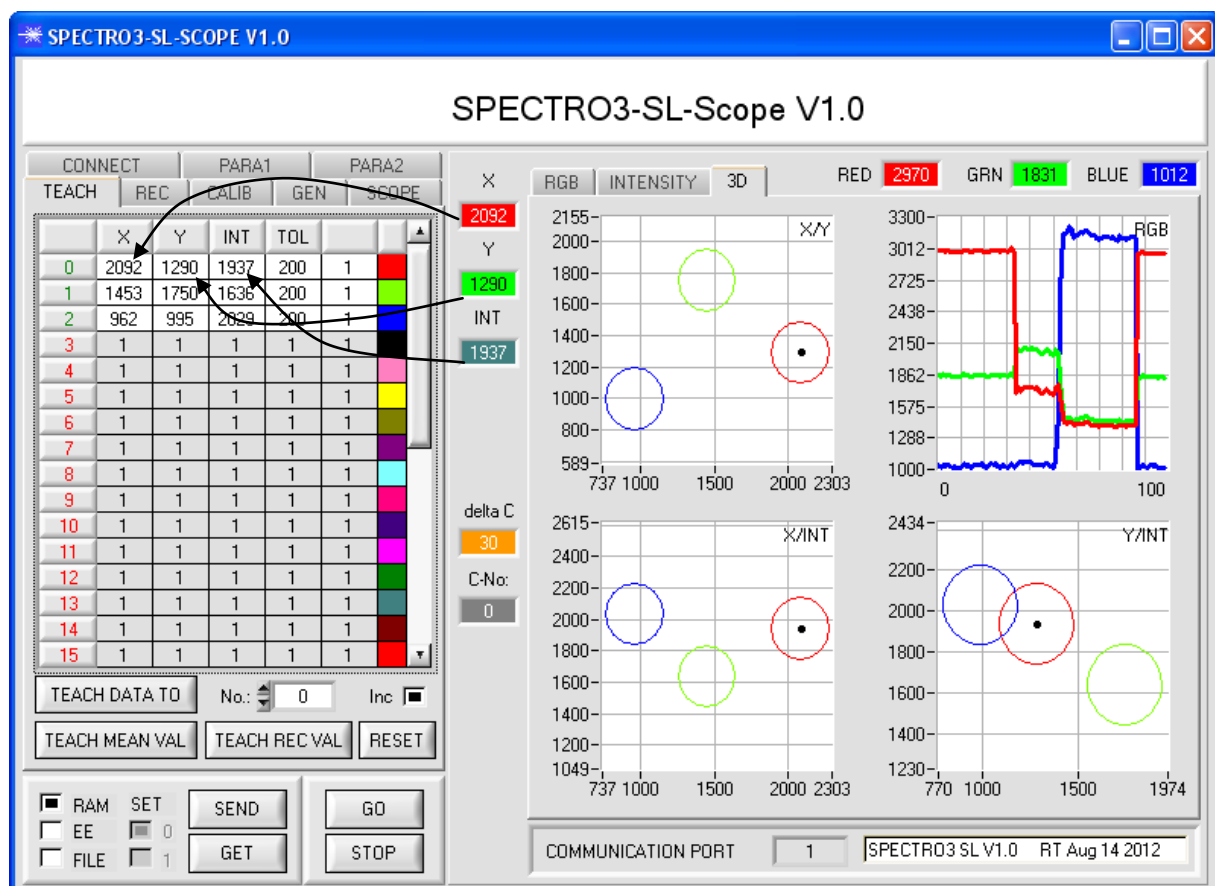 SPECTRO3-SL-SCOPE V1.0
SPECTRO3-SL-Scope V1.0
CONNECT PARA1 PARA2
TEACH REC CALIB GEN SCOPE
X Y INT TOL
0 2092 1290 1937 200 1
1 1453 1750 1636 200 1
2 962 995 2029 200 1
3 1 1 1 1 1
4 1 1 1 1 1
5 1 1 1 1 1
6 1 1 1 1 1
7 1 1 1 1 1
8 1 1 1 1 1
9 1 1 1 1 1
10 1 1 1 1 1
11 1 1 1 1 1
12 1 1 1 1 1
13 1 1 1 1 1
14 1 1 1 1 1
15 1 1 1 1 1
TEACH DATA TO No.: 0 Inc
TEACH MEAN VAL TEACH REC VAL RESET
RAM SET SEND GO
EE 0
FILE 1 GET STOP
X
2092
Y
1290
INT
1937
delta C
30
C-No:
0
RGB INTENSITY 3D RED 2970 GRN 1831 BLUE 1012
X/Y
2155
2000
1800
1600
1400
1200
1000
800
589
737 1000 1500 2000 2303
RGB
3300
3012
2725
2438
2150
1862
1575
1288
1000
0 100
X/INT
2615
2400
2200
2000
1800
1600
1400
1200
1049
737 1000 1500 2000 2303
Y/INT
2434
2200
2000
1800
1600
1400
1230
770 1000 1500 1974
COMMUNICATION PORT 1 SPECTRO3 SL V1.0 RT Aug 14 2012